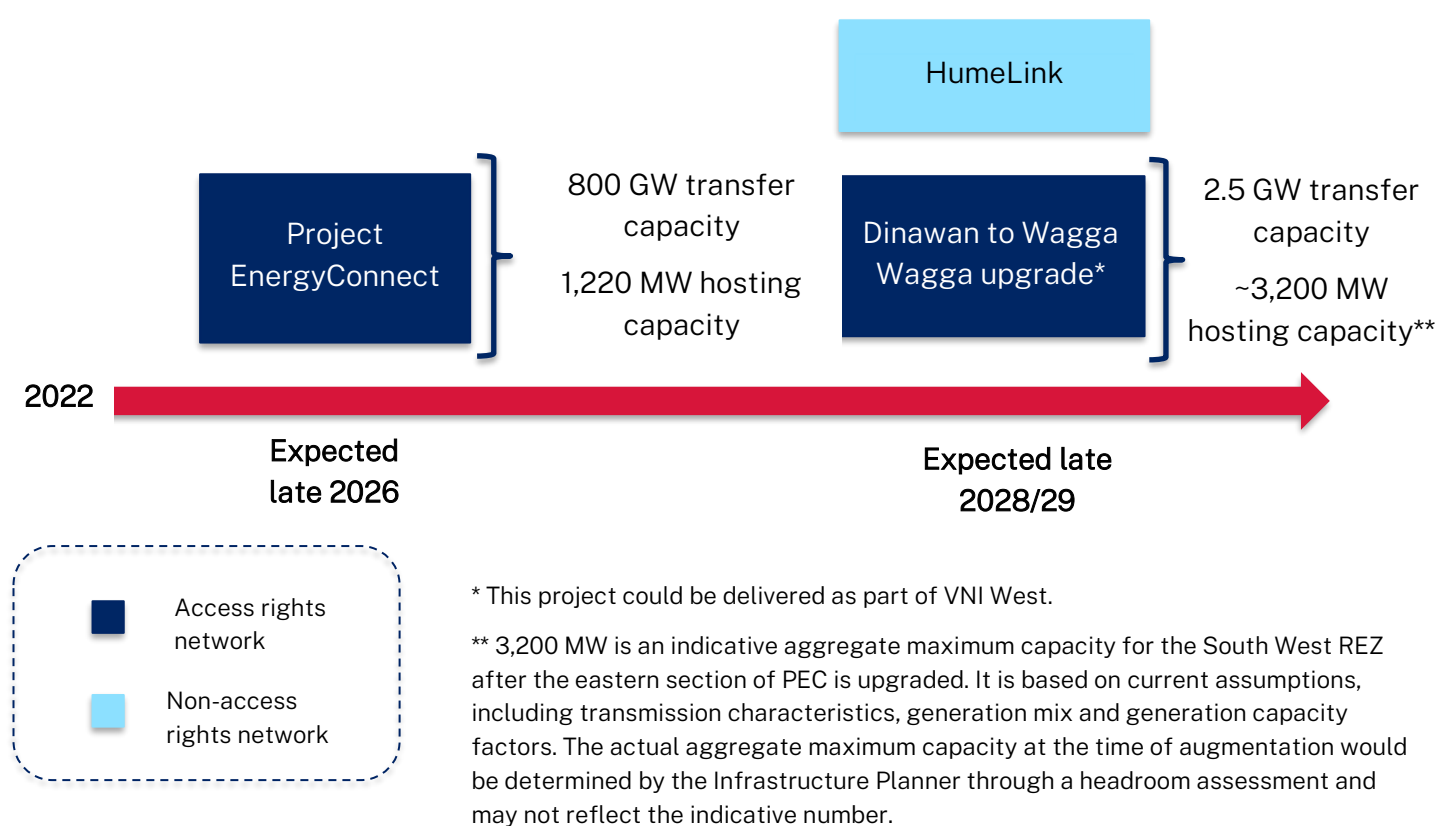 HumeLink
Project
EnergyConnect
800 GW transfer
capacity
1,220 MW hosting
capacity
Dinawan to Wagga
Wagga upgrade*
2.5 GW transfer
capacity
~3,200 MW
hosting capacity**
2022
Expected
late 2026
Expected late
2028/29
Access rights
network
Non-access
rights network
* This project could be delivered as part of VNI West.
** 3,200 MW is an indicative aggregate maximum capacity for the South West REZ
after the eastern section of PEC is upgraded. It is based on current assumptions,
including transmission characteristics, generation mix and generation capacity
factors. The actual aggregate maximum capacity at the time of augmentation would
be determined by the Infrastructure Planner through a headroom assessment and
may not reflect the indicative number.